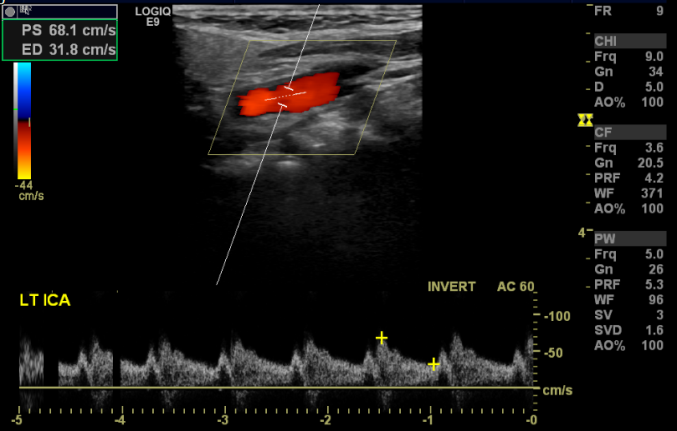 LOGIQ
E9
PS 68.1 cm/s
ED 31.8 cm/s
-44
cm/s
FR 9
CHI
Frq 9.0
Gn 34
D 5.0
AO% 100
CF
Frq 3.6
Gn 20.5
PRF 4.2
WF 371
AO% 100
4
PW
Frq 5.0
Gn 26
PRF 5.3
WF 96
SV 3
SVD 1.6
AO% 100
INVERT AC 60
LT ICA
-100
-50
cm/s
-5 -4 -3 -2 -1 -0